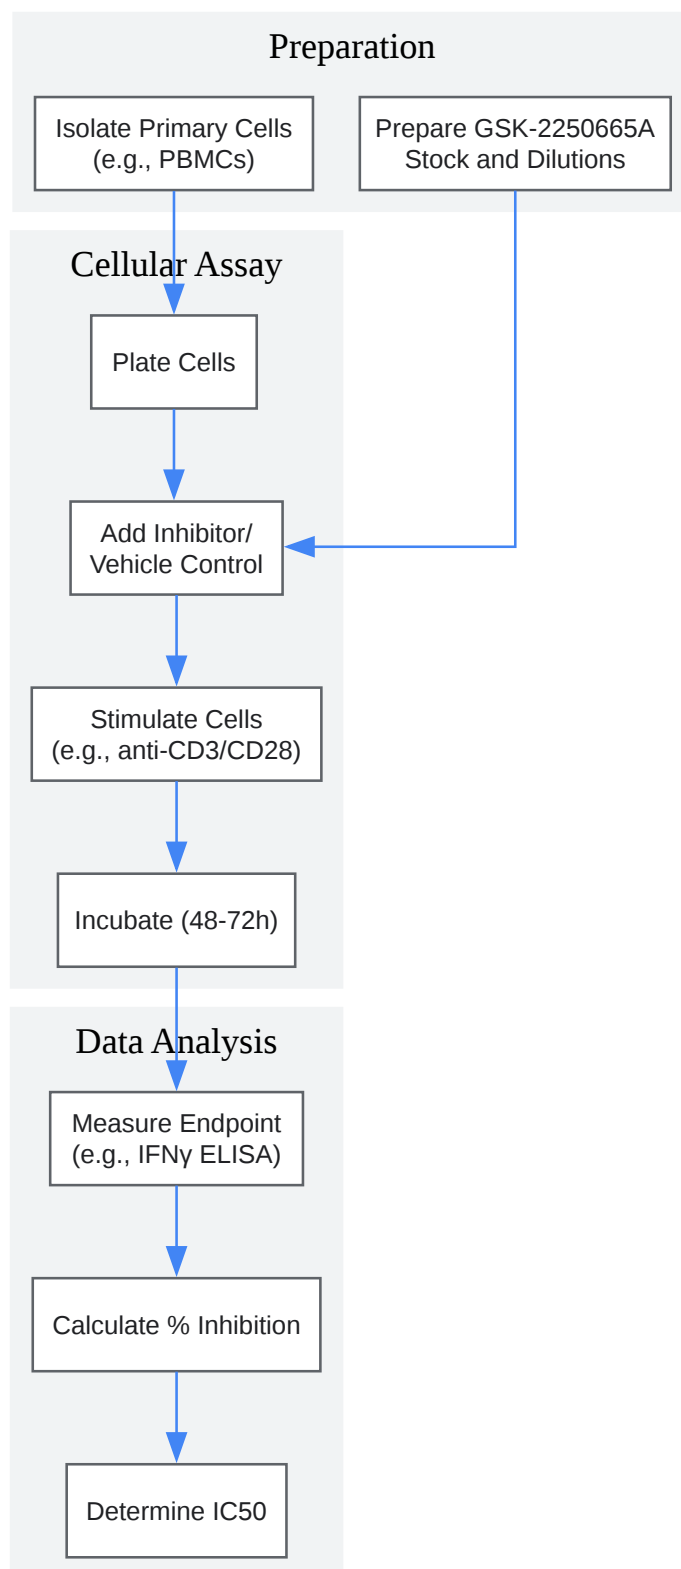 Preparation
Isolate Primary Cells
(e.g., PBMCs)
Prepare GSK-2250665A
Stock and Dilutions
Cellular Assay
Plate Cells
Add Inhibitor/
Vehicle Control
Stimulate Cells
(e.g., anti-CD3/CD28)
Incubate (48-72h)
Data Analysis
Measure Endpoint
(e.g., IFNγ ELISA)
Calculate % Inhibition
Determine IC50